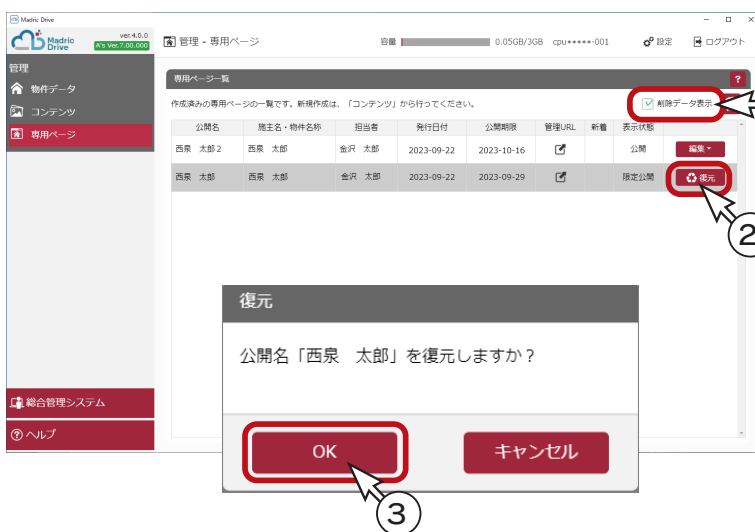 Madric Drive
Madric Drive
ver.4.0.0
A's Ver.7.00.000
管理 - 専用ページ
容量
0.05GB/3GB
cpu*****-001
設定
ログアウト
管理
物件データ
コンテンツ
専用ページ
総合管理システム
ヘルプ
専用ページ一覧
?
作成済みの専用ページの一覧です。新規作成は、「コンテンツ」から行ってください。
削除データ表示
公開名 施主名・物件名称 担当者 発行日付 公開期限 管理URL 新着 表示状態
西泉　太郎2 西泉　太郎 金沢　太郎 2023-09-22 2023-10-16 公開 編集
西泉　太郎 西泉　太郎 金沢　太郎 2023-09-22 2023-09-29 限定公開 復元
②
復元
公開名「西泉　太郎」を復元しますか？
OK
キャンセル
③